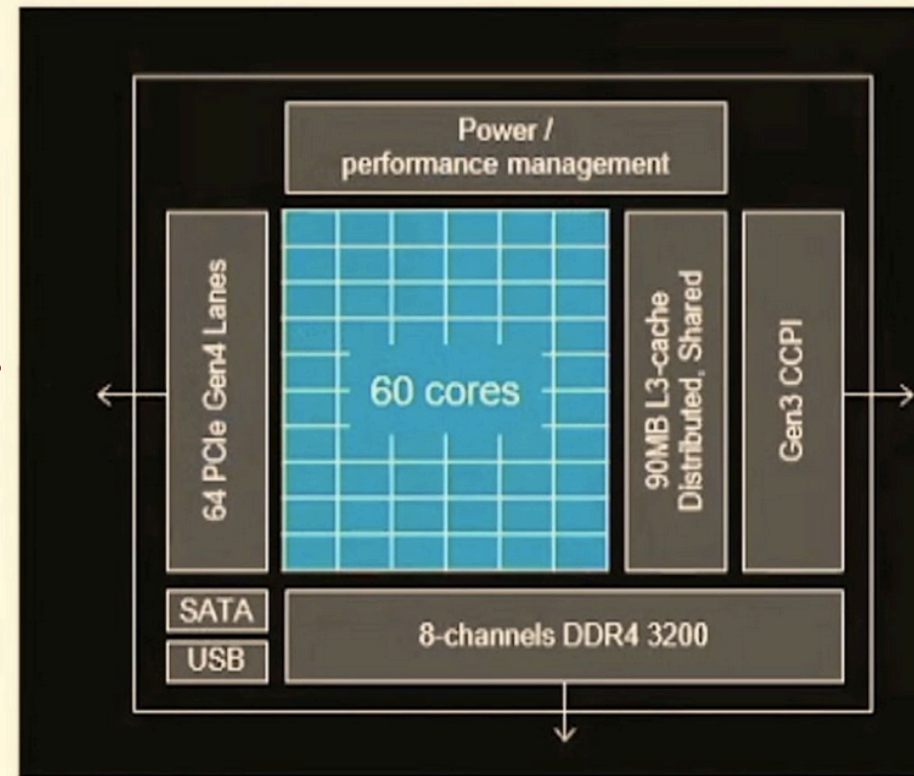 Power /
performance management
64 PCIe Gen4 Lanes
60 cores
90MB L3-cache
Distributed, Shared
Gen3 CCPI
SATA
USB
8-channels DDR4 3200